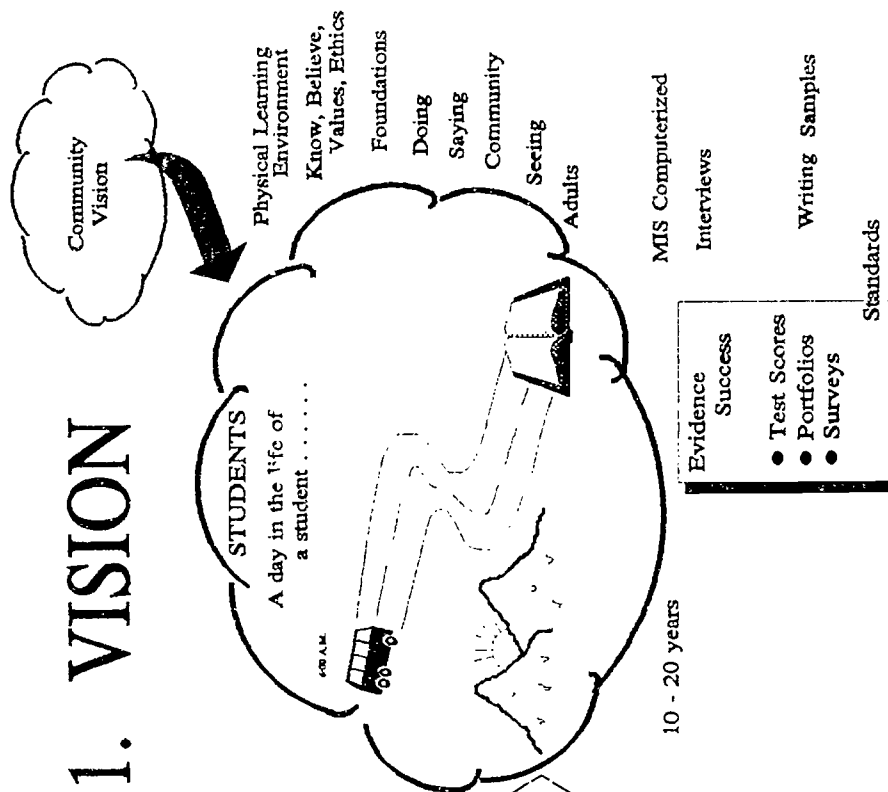 1. VISION
Community
Vision
STUDENTS
A day in the life of
a student . . . . . . .
6:00 A.M.
Physical Learning
Environment
Know, Believe,
Values, Ethics
Foundations
Doing
Saying
Community
Seeing
Adults
10 - 20 years
MIS Computerized
Interviews
Writing Samples
Evidence
Success
● Test Scores
● Portfolios
● Surveys
Standards